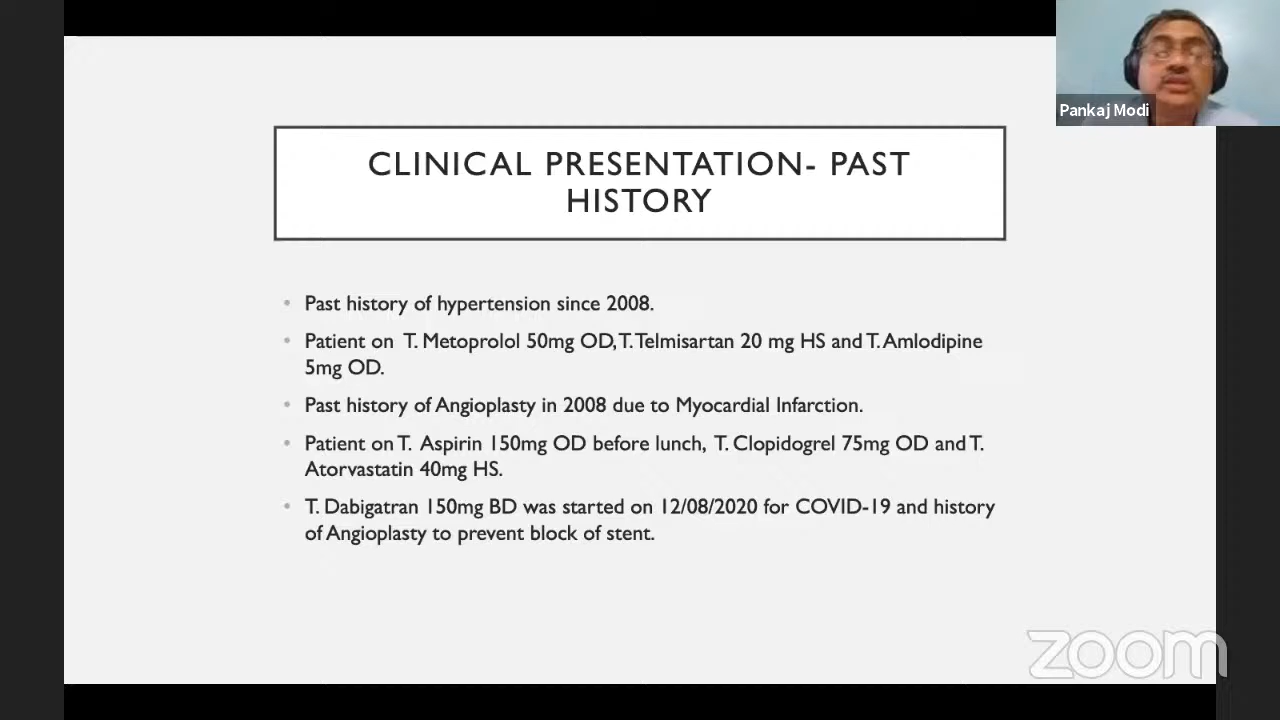 Pankaj Modi
CLINICAL PRESENTATION- PAST
HISTORY
• Past history of hypertension since 2008.
• Patient on T. Metoprolol 50mg OD, T. Telmisartan 20 mg HS and T. Amlodipine
5mg OD.
• Past history of Angioplasty in 2008 due to Myocardial Infarction.
• Patient on T. Aspirin 150mg OD before lunch, T. Clopidogrel 75mg OD and T.
Atorvastatin 40mg HS.
• T. Dabigatran 150mg BD was started on 12/08/2020 for COVID-19 and history
of Angioplasty to prevent block of stent.
zoom